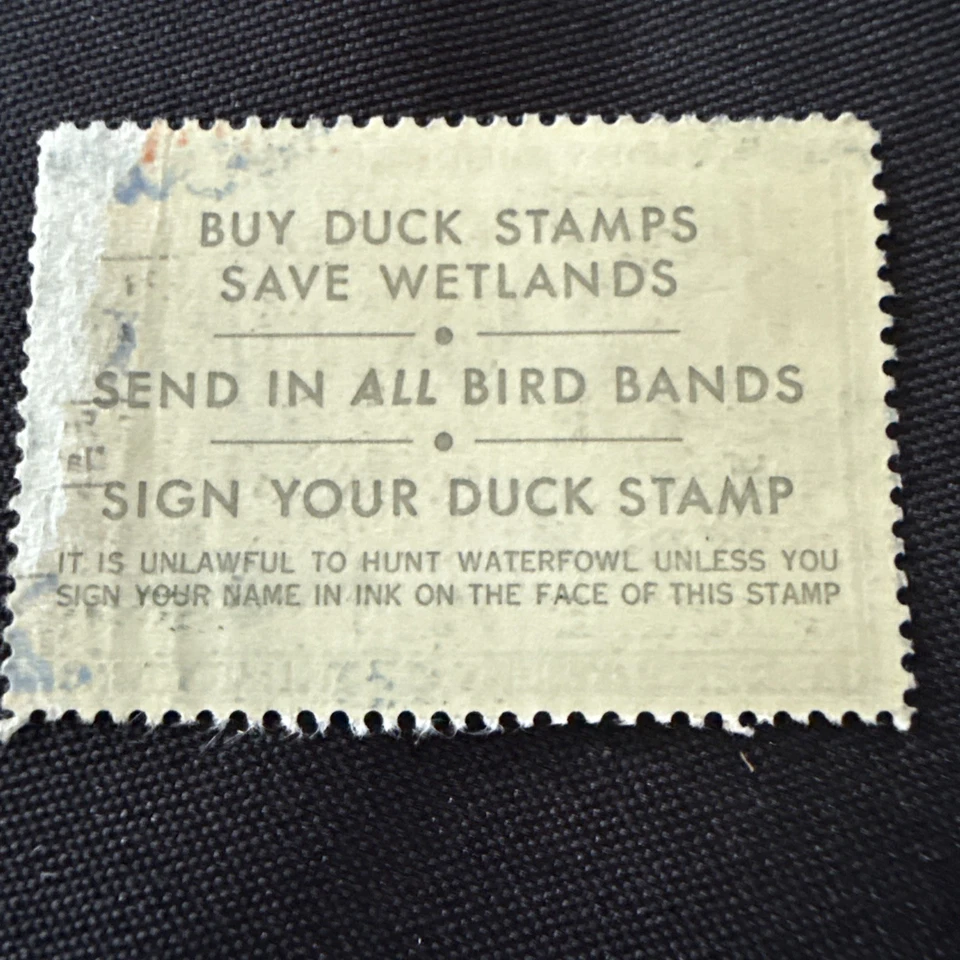 BUY DUCK STAMPS
SAVE WETLANDS
SEND IN ALL BIRD BANDS
SIGN YOUR DUCK STAMP
IT IS UNLAWFUL TO HUNT WATERFOWL UNLESS YOU
SIGN YOUR NAME IN INK ON THE FACE OF THIS STAMP